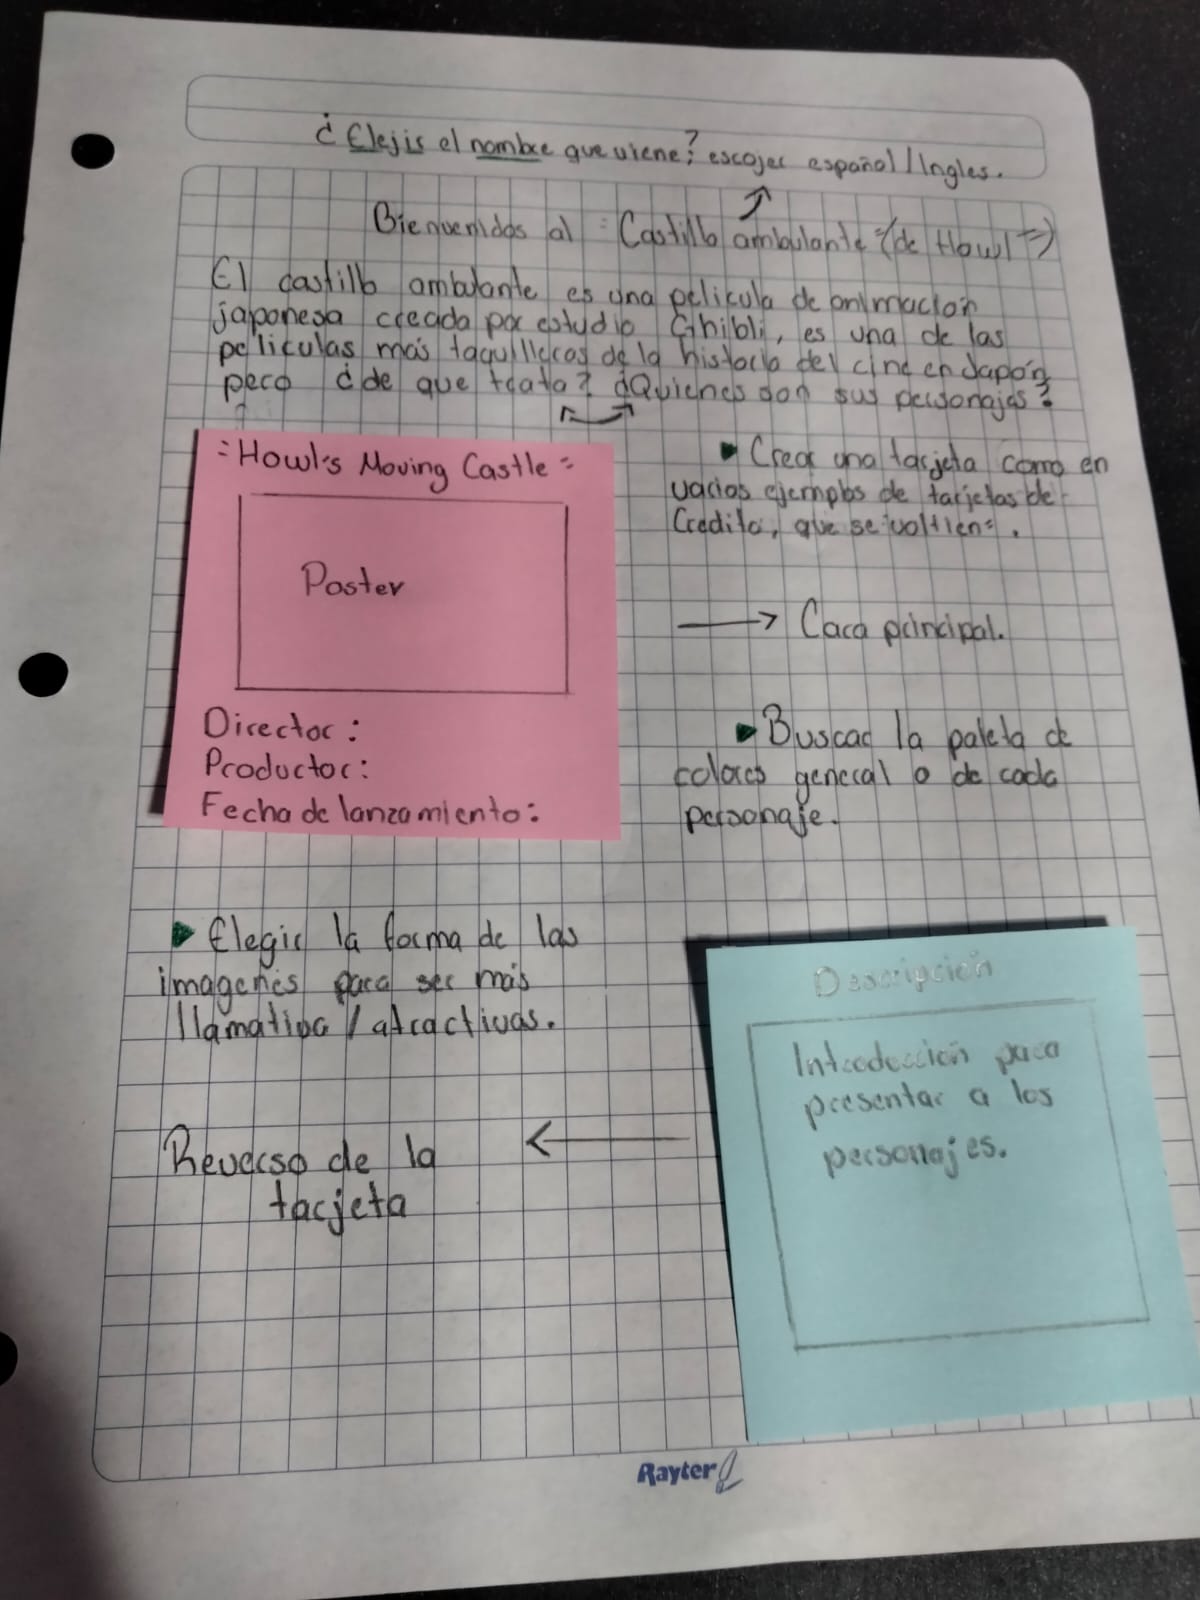 ¿Elejis el nombre que viene? escojer español/Ingles.
Bienvenidos al "Castillo ambulante "(de Howl")
El castillo ambulante es una pelicula de animación
japonesa creada por estudio Ghibli, es una de las
peliculas más taquilleras de la historia del cine en Japón,
pero ¿de que trata? ¿Quienes son sus personajes?
=Howl's Moving Castle=
Poster
Director:
Productor:
Fecha de lanzamiento:
Crear una tarjeta como en
varios ejemplos de tarjetas de
Credito, que se voltien.
Cara principal.
Buscar la paleta de
colores general o de cada
personaje.
Elegir la forma de las
imagenes para ser más
llamativa / atractivas.
Reverso de la
tarjeta
Descripción
Introducción para
presentar a los
personajes.
Rayter